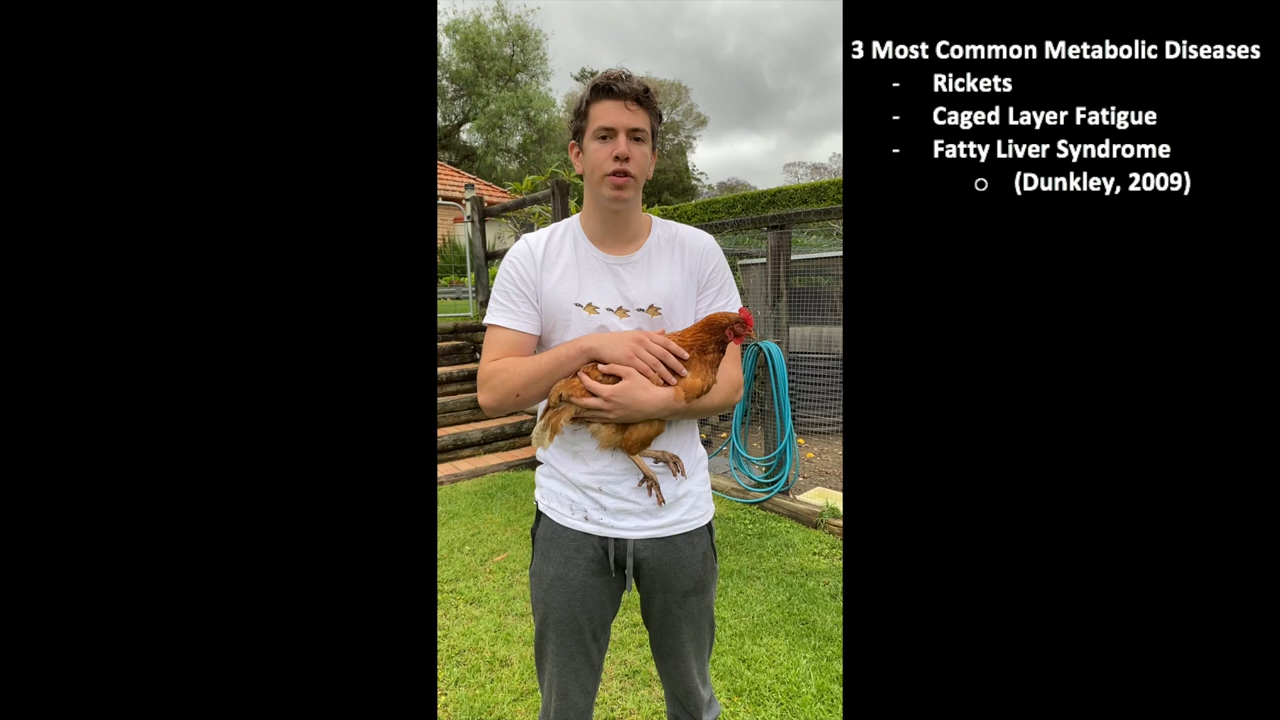 3 Most Common Metabolic Diseases
- Rickets
- Caged Layer Fatigue
- Fatty Liver Syndrome
o (Dunkley, 2009)